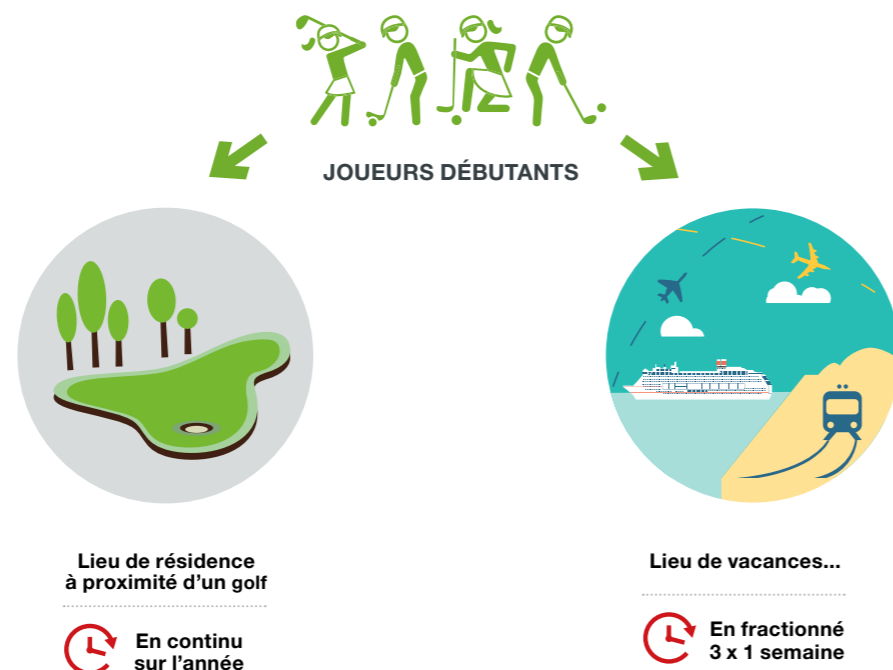 JOUEURS DÉBUTANTS
Lieu de résidence
à proximité d'un golf
En continu
sur l'année
Lieu de vacances...
En fractionné
3 x 1 semaine